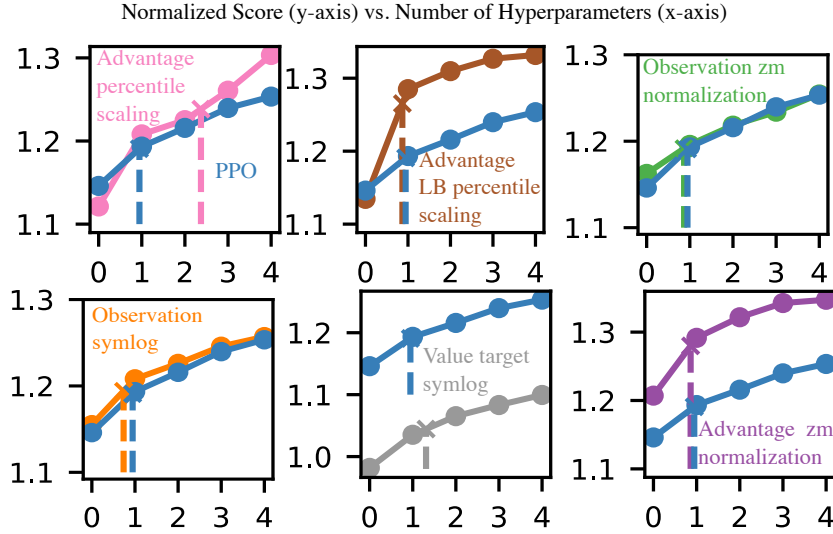 Normalized Score (y-axis) vs. Number of Hyperparameters (x-axis)
1.3
1.2
1.1
Advantage
percentile
scaling
PPO
0 1 2 3 4
1.3
1.2
1.1
Advantage
LB percentile
scaling
0 1 2 3 4
1.2
1.1
Observation zm
normalization
0 1 2 3 4
1.3
1.2
1.1
Observation
symlog
0 1 2 3 4
1.2
1.1
1.0
Value target
symlog
0 1 2 3 4
1.3
1.2
1.1
Advantage zm
normalization
0 1 2 3 4